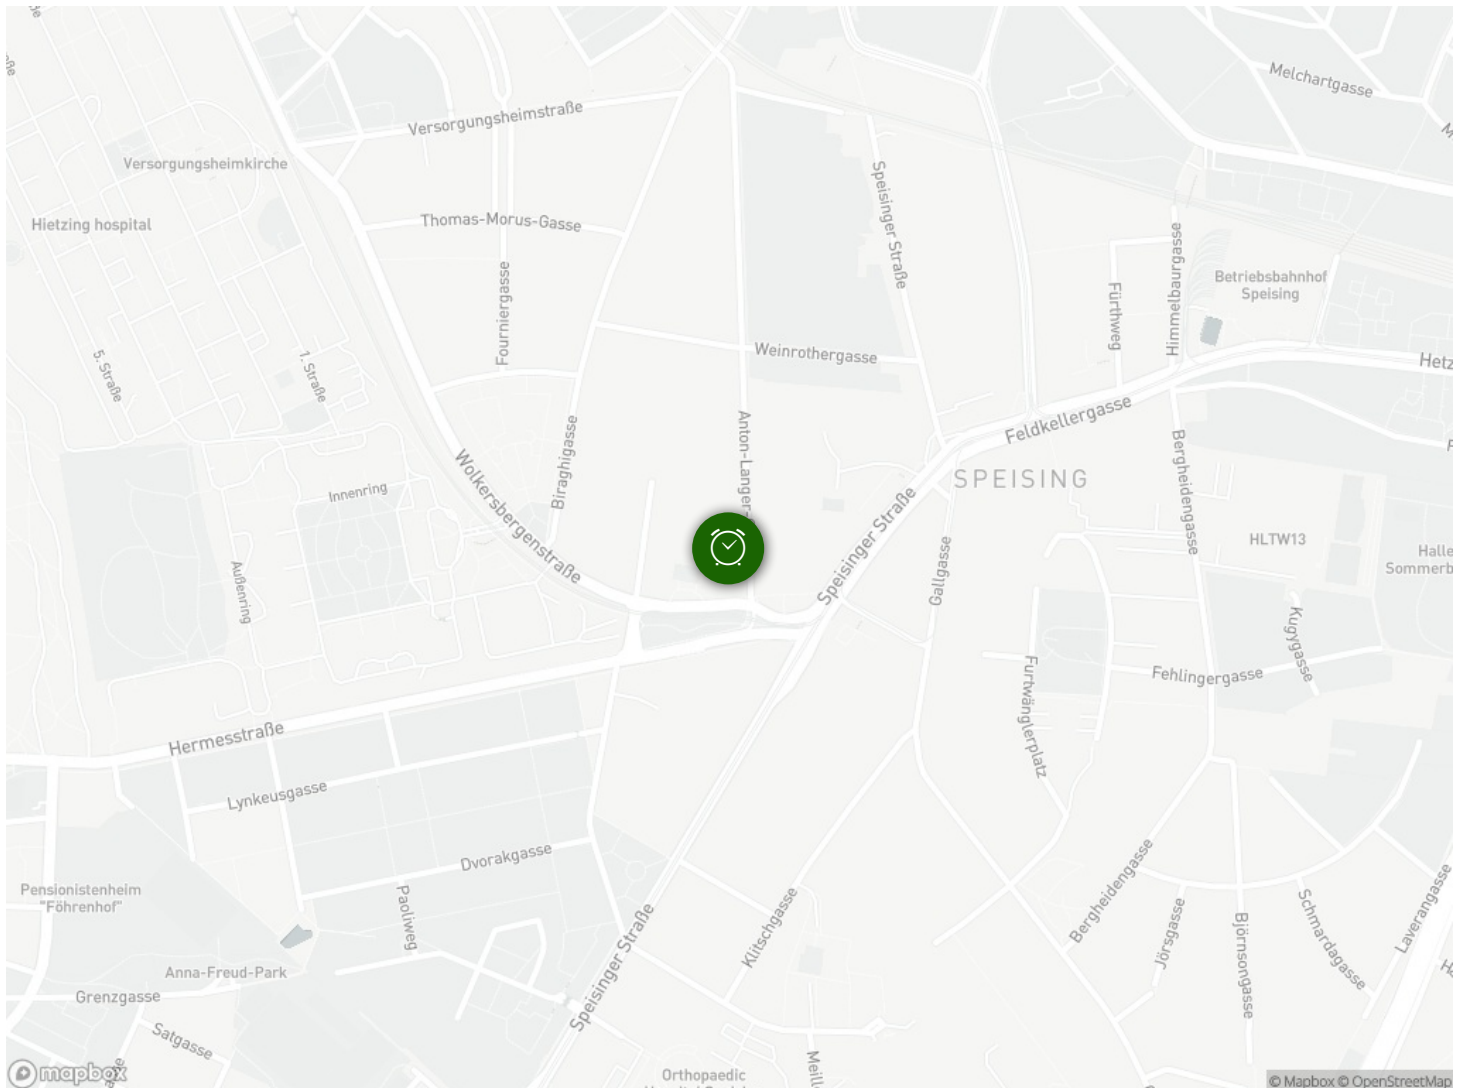 Melchartgasse
Versorgungsheimstraße
Versorgungsheimkirche
Speisinger Straße
Hietzing hospital
Thomas-Morus-Gasse
Himmelbaurgasse
Fourniergasse
Betriebsbahnhof
Speising
Fürthweg
5. Straße
1. Straße
Weinrothergasse
Hetz
Anton-Langer-
Feldkellergasse
Biraghigasse
Wolkersbergenstraße
Bergheidengasse
SPEISING
Innenring
Speisinger Straße
HLTW13
Halle
Sommerb
Gallgasse
Außenring
Kugygasse
Fehlingergasse
Furtwänglerplatz
Hermesstraße
Lynkeusgasse
Dvorakgasse
Pensionistenheim
"Föhrenhof"
Paoliweg
Bergheidengasse
Laverangasse
Klitschgasse
Jörsgasse
Björnsongasse
Schmardagasse
Speisinger Straße
Anna-Freud-Park
Grenzgasse
Satgasse
Orthopaedic
Meill
mapbox
© Mapbox © OpenStreetMap